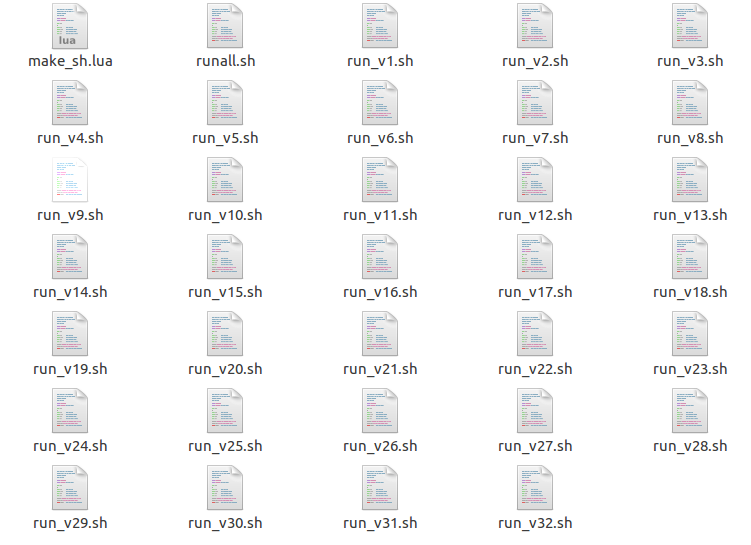 lua
make_sh.lua runall.sh run_v1.sh run_v2.sh run_v3.sh
run_v4.sh run_v5.sh run_v6.sh run_v7.sh run_v8.sh
run_v9.sh run_v10.sh run_v11.sh run_v12.sh run_v13.sh
run_v14.sh run_v15.sh run_v16.sh run_v17.sh run_v18.sh
run_v19.sh run_v20.sh run_v21.sh run_v22.sh run_v23.sh
run_v24.sh run_v25.sh run_v26.sh run_v27.sh run_v28.sh
run_v29.sh run_v30.sh run_v31.sh run_v32.sh